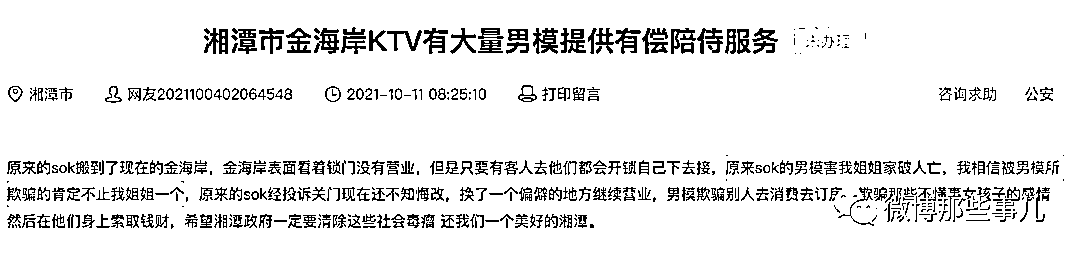 湘潭市金海岸KTV有大量男模提供有偿陪侍服务 未办理
湘潭市 网友2021100402064548 2021-10-11 08:25:10 打印留言 咨询求助 公安
原来的sok搬到了现在的金海岸，金海岸表面看着锁门没有营业，但是只要有客人去他们都会开锁自己下去接，原来sok的男模害我姐姐家破人亡，我相信被男模所
欺骗的肯定不止我姐姐一个，原来的sok经投诉关门现在还不知悔改，换了一个偏僻的地方继续营业，男模欺骗别人去消费去订房 欺骗那些不懂事女孩子的感情
然后在他们身上索取钱财，希望湘潭政府一定要清除这些社会毒瘤 还我们一个美好的湘潭。
微博那些事儿